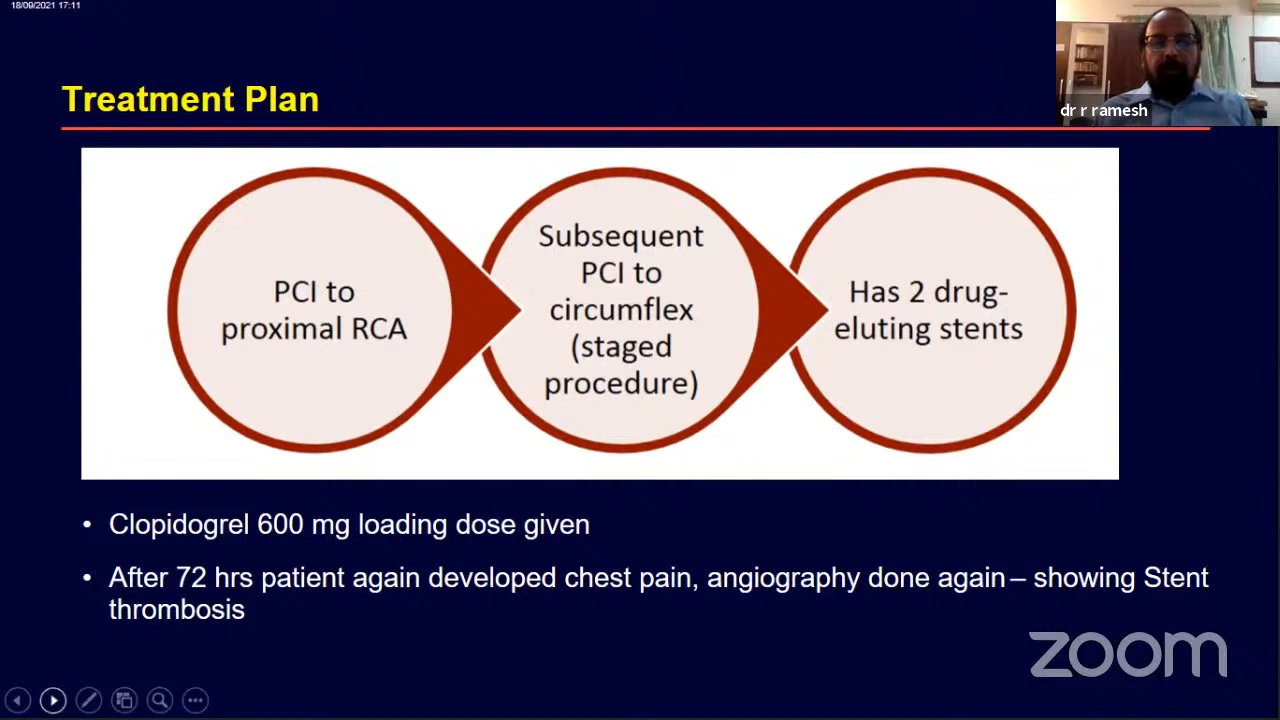 18/09/2021 17:11
dr r ramesh
Treatment Plan
PCI to
proximal RCA
Subsequent
PCI to
circumflex
(staged
procedure)
Has 2 drug-
eluting stents
• Clopidogrel 600 mg loading dose given
• After 72 hrs patient again developed chest pain, angiography done again – showing Stent
thrombosis
zoom